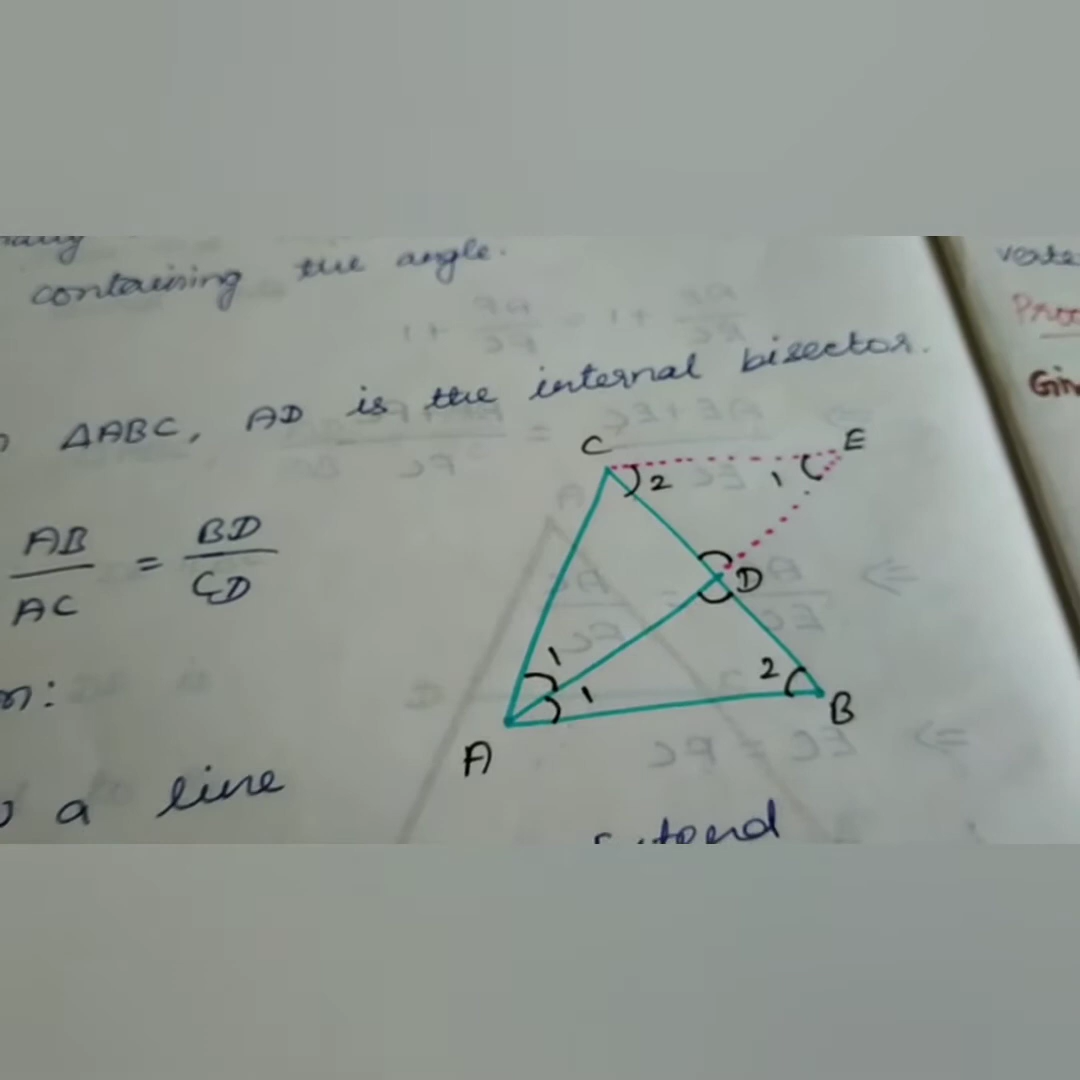 containing the angle.
ΔABC, AD is the internal bisector.
AB/AC = BD/CD
a line
C
E
2
1
D
1
1
2
B
A